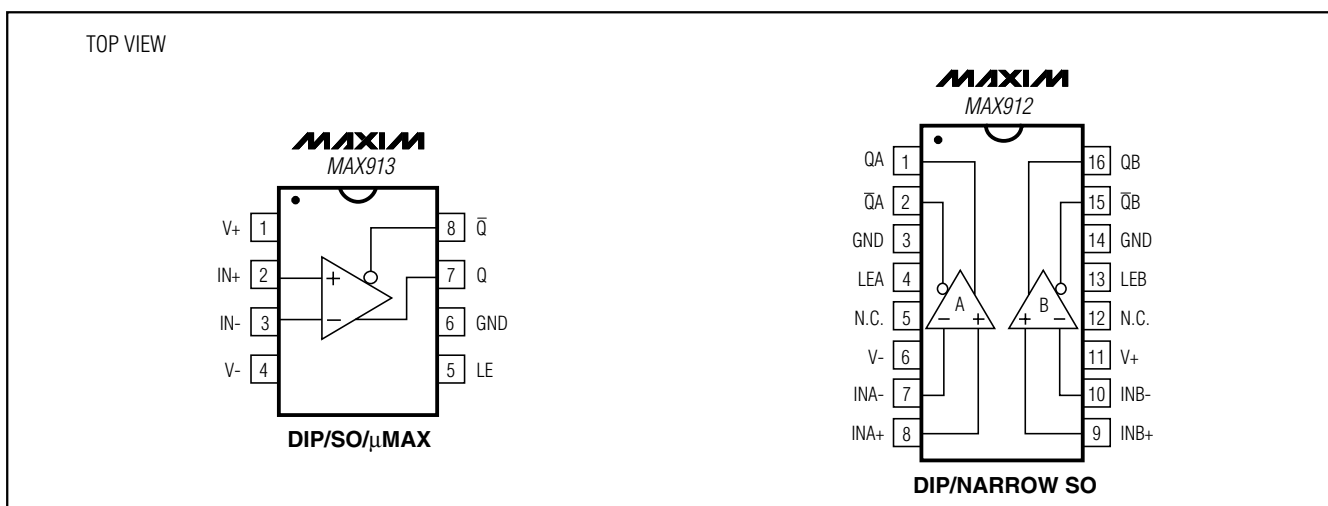 TOP VIEW
MAXIM
MAX913
V+ 1
IN+ 2
IN- 3
V- 4
8 Q̅
7 Q
6 GND
5 LE
+
−
DIP/SO/µMAX
MAXIM
MAX912
QA 1
Q̅A 2
GND 3
LEA 4
N.C. 5
V- 6
INA- 7
INA+ 8
16 QB
15 Q̅B
14 GND
13 LEB
12 N.C.
11 V+
10 INB-
9 INB+
A
− +
B
+ −
DIP/NARROW SO